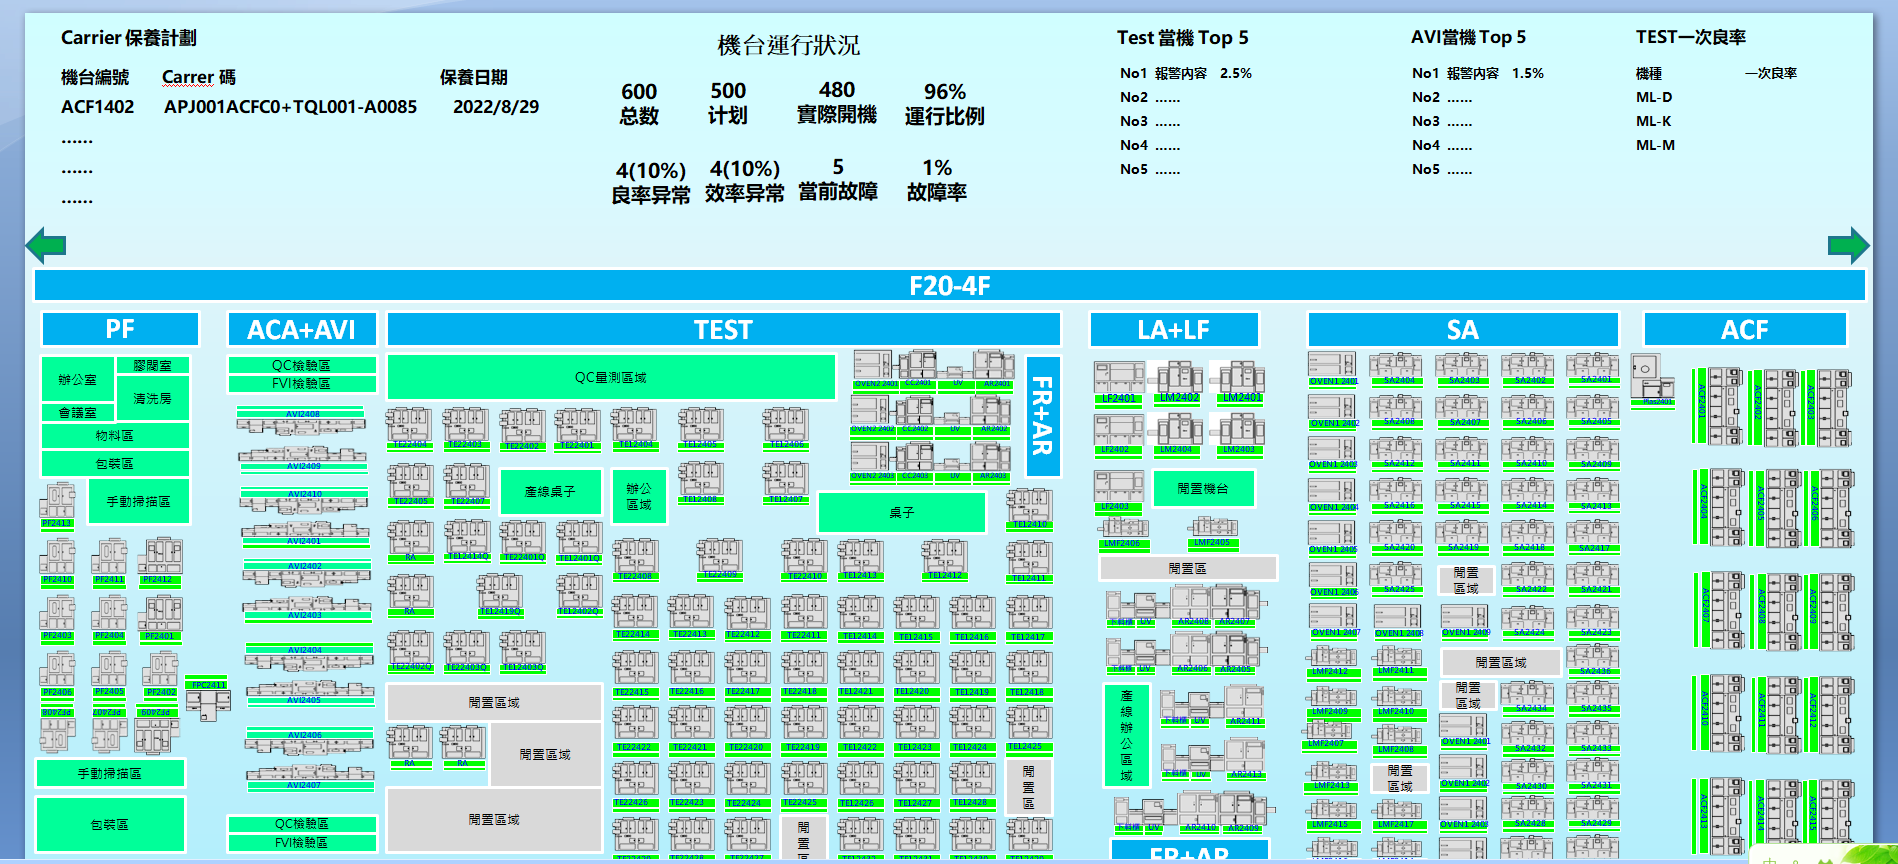 Carrier 保養計劃
機台編號 Carrer 碼 保養日期
ACF1402 APJ001ACFC0+TQL001-A0085 2022/8/29
......
......
......
機台運行狀況
600 500 480 96%
总数 计划 實際開機 運行比例
4(10%) 4(10%) 5 1%
良率异常 效率异常 當前故障 故障率
Test 當機 Top 5
No1 報警内容 2.5%
No2 ......
No3 ......
No4 ......
No5 ......
AVI當機 Top 5
No1 報警内容 1.5%
No2 ......
No3 ......
No4 ......
No5 ......
TEST一次良率
機種 一次良率
ML-D
ML-K
ML-M
F20-4F
PF
辦公室
膠闊室
清洗房
會議室
物料區
包裝區
手動掃描區
PF2413
PF2410 PF2411 PF2412
PF2403 PF2404 PF2401
PF2406 PF2405 PF2402
FPC2411
PF2408 PF2407 PF2409
手動掃描區
包裝區
ACA+AVI
QC檢驗區
FVI檢驗區
AVI2408
AVI2409
AVI2410
AVI2401
AVI2402
AVI2403
AVI2404
AVI2405
AVI2406
AVI2407
QC檢驗區
FVI檢驗區
TEST
QC量测區域
FR+AR
OVEN2 2401 CC2401 UV AR2401
OVEN2 2402 CC2402 UV AR2402
OVEN2 2403 CC2403 UV AR2403
TE22404 TE22403 TE22402 TE22401 TE12404 TE12405 TE12406
TE22405 TE22407 產線桌子 辦公區域 TE12408 TE12407
桌子
TE12410
RA TE12414Q TE22401Q TE12401Q
TE22408 TE22409 TE22410 TE12413 TE12412 TE12411
RA TE12419Q TE12402Q
TE22414 TE22413 TE22412 TE22411 TE12414 TE12415 TE12416 TE12417
TE22402Q TE22403Q TE12403Q
TE22415 TE22416 TE22417 TE22418 TE12421 TE12420 TE12419 TE12418
閒置區域
TE22422 TE22421 TE22420 TE22419 TE12422 TE12423 TE12424 TE12425
RA RA 閒置區域
TE22426 TE22423 TE22424 TE22425 TE12426 TE12427 TE12428 閒置區
閒置區域
閒置區
LA+LF
LF2401 LM2402 LM2401
LF2402 LM2404 LM2403
LF2403 閒置機台
LMF2406 LMF2405
閒置區
下料櫃 UV AR2408 AR2407
下料櫃 UV AR2406 AR2405
產線辦公區域
下料櫃 UV AR2411
下料櫃 UV AR2413
下料櫃 UV AR2410 AR2409
FR+AR
SA
OVEN1 2401 SA2404 SA2403 SA2402 SA2401
OVEN1 2402 SA2408 SA2407 SA2406 SA2405
OVEN1 2403 SA2412 SA2411 SA2410 SA2409
OVEN1 2404 SA2416 SA2415 SA2414 SA2413
OVEN1 2405 SA2420 SA2419 SA2418 SA2417
OVEN1 2406 SA2425 閒置區域 SA2422 SA2421
OVEN1 2407 OVEN1 2408 OVEN1 2409 SA2424 SA2423
LMF2412 LMF2411 閒置區域 SA2436
LMF2409 LMF2410 閒置區域 SA2434 SA2435
LMF2407 LMF2408 OVEN1 2401 SA2432 SA2433
LMF2413 閒置區域 OVEN1 2402 SA2430 SA2431
LMF2415 LMF2417 OVEN1 2403 SA2428 SA2429
ACF
Plas2401
ACF2401 ACF2402 ACF2403
ACF2404 ACF2405 ACF2406
ACF2407 ACF2408 ACF2409
ACF2410 ACF2411 ACF2412
ACF2413 ACF2414 ACF2415